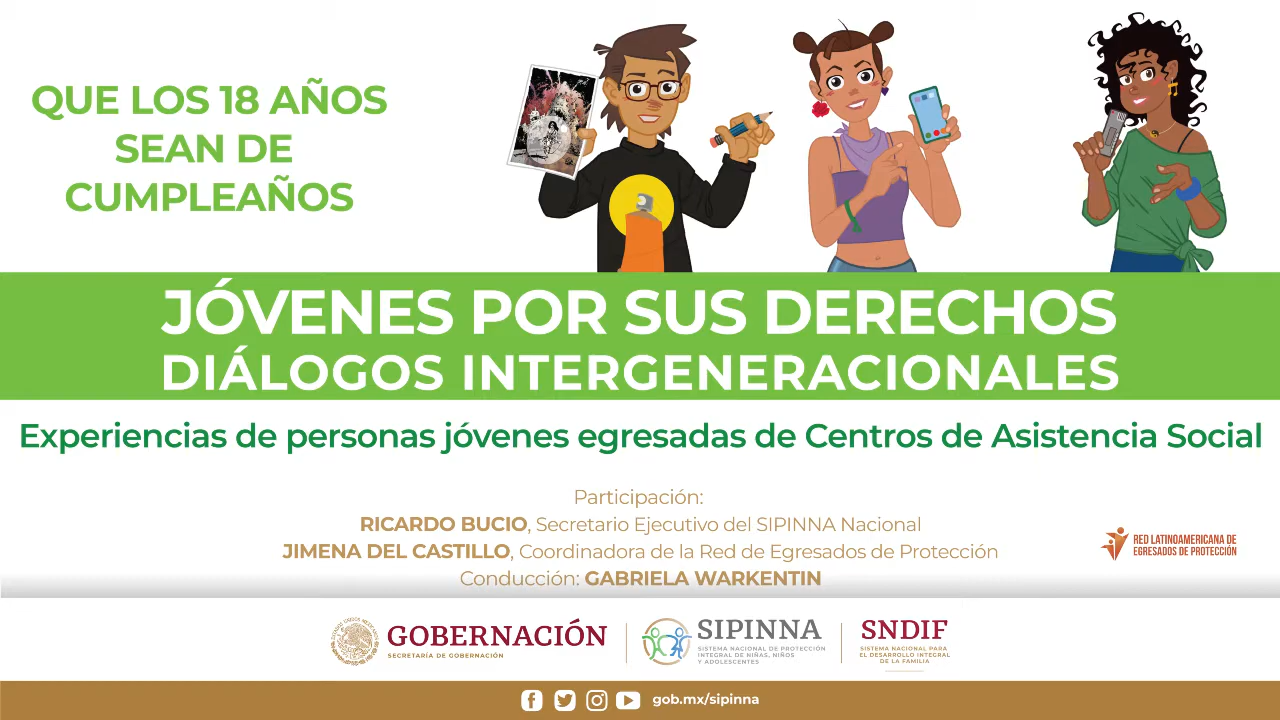 QUE LOS 18 AÑOS
SEAN DE
CUMPLEAÑOS
JÓVENES POR SUS DERECHOS
DIÁLOGOS INTERGENERACIONALES
Experiencias de personas jóvenes egresadas de Centros de Asistencia Social
Participación:
RICARDO BUCIO, Secretario Ejecutivo del SIPINNA Nacional
JIMENA DEL CASTILLO, Coordinadora de la Red de Egresados de Protección
Conducción: GABRIELA WARKENTIN
RED LATINOAMERICANA DE
EGRESADOS DE PROTECCIÓN
GOBERNACIÓN
SECRETARÍA DE GOBERNACIÓN
SIPINNA
SISTEMA NACIONAL DE PROTECCIÓN
INTEGRAL DE NIÑAS, NIÑOS
Y ADOLESCENTES
SNDIF
SISTEMA NACIONAL PARA
EL DESARROLLO INTEGRAL
DE LA FAMILIA
gob.mx/sipinna